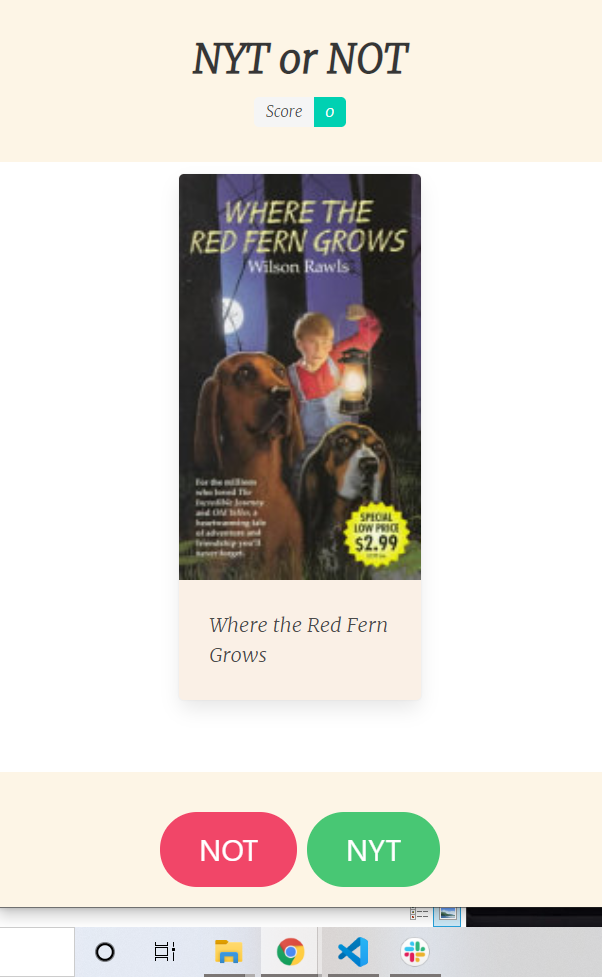 NYT or NOT
Score 0
WHERE THE
RED FERN GROWS
Wilson Rawls
For the millions
who loved The
Incredible Journey
and Old Yeller, a
heartwarming tale
of adventure and
friendship you'll
never forget.
SPECIAL
LOW PRICE
$2.99
Where the Red Fern
Grows
NOT NYT